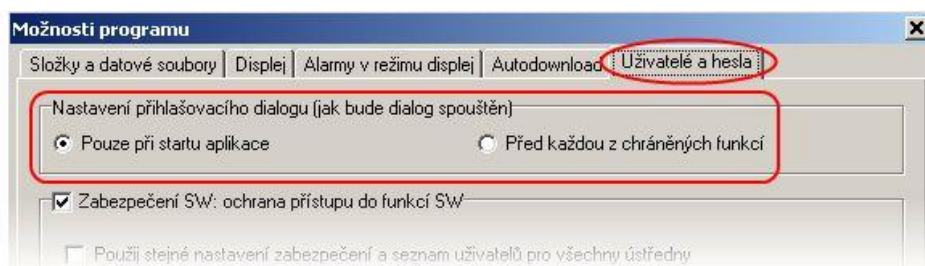 Možnosti programu
Složky a datové soubory Displej Alarmy v režimu displej Autodownload Uživatelé a hesla
Nastavení přihlašovacího dialogu (jak bude dialog spouštěn)
Pouze při startu aplikace Před každou z chráněných funkcí
Zabezpečení SW: ochrana přístupu do funkcí SW
Použij stejné nastavení zabezpečení a seznam uživatelů pro všechny ústředny